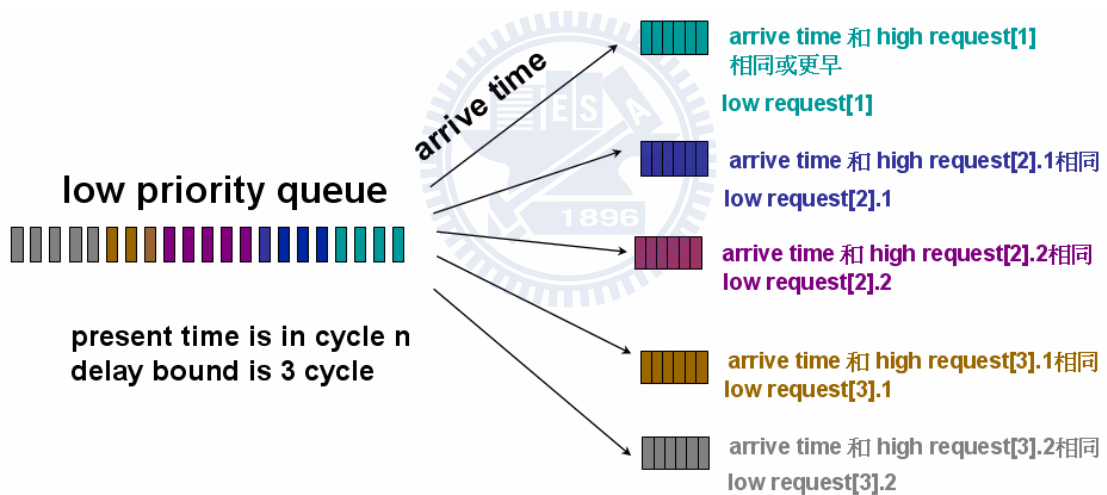 arrive time
low priority queue
present time is in cycle n
delay bound is 3 cycle
arrive time 和 high request[1]
相同或更早
low request[1]
arrive time 和 high request[2].1相同
low request[2].1
arrive time 和 high request[2].2相同
low request[2].2
arrive time 和 high request[3].1相同
low request[3].1
arrive time 和 high request[3].2相同
low request[3].2
ES A
1896